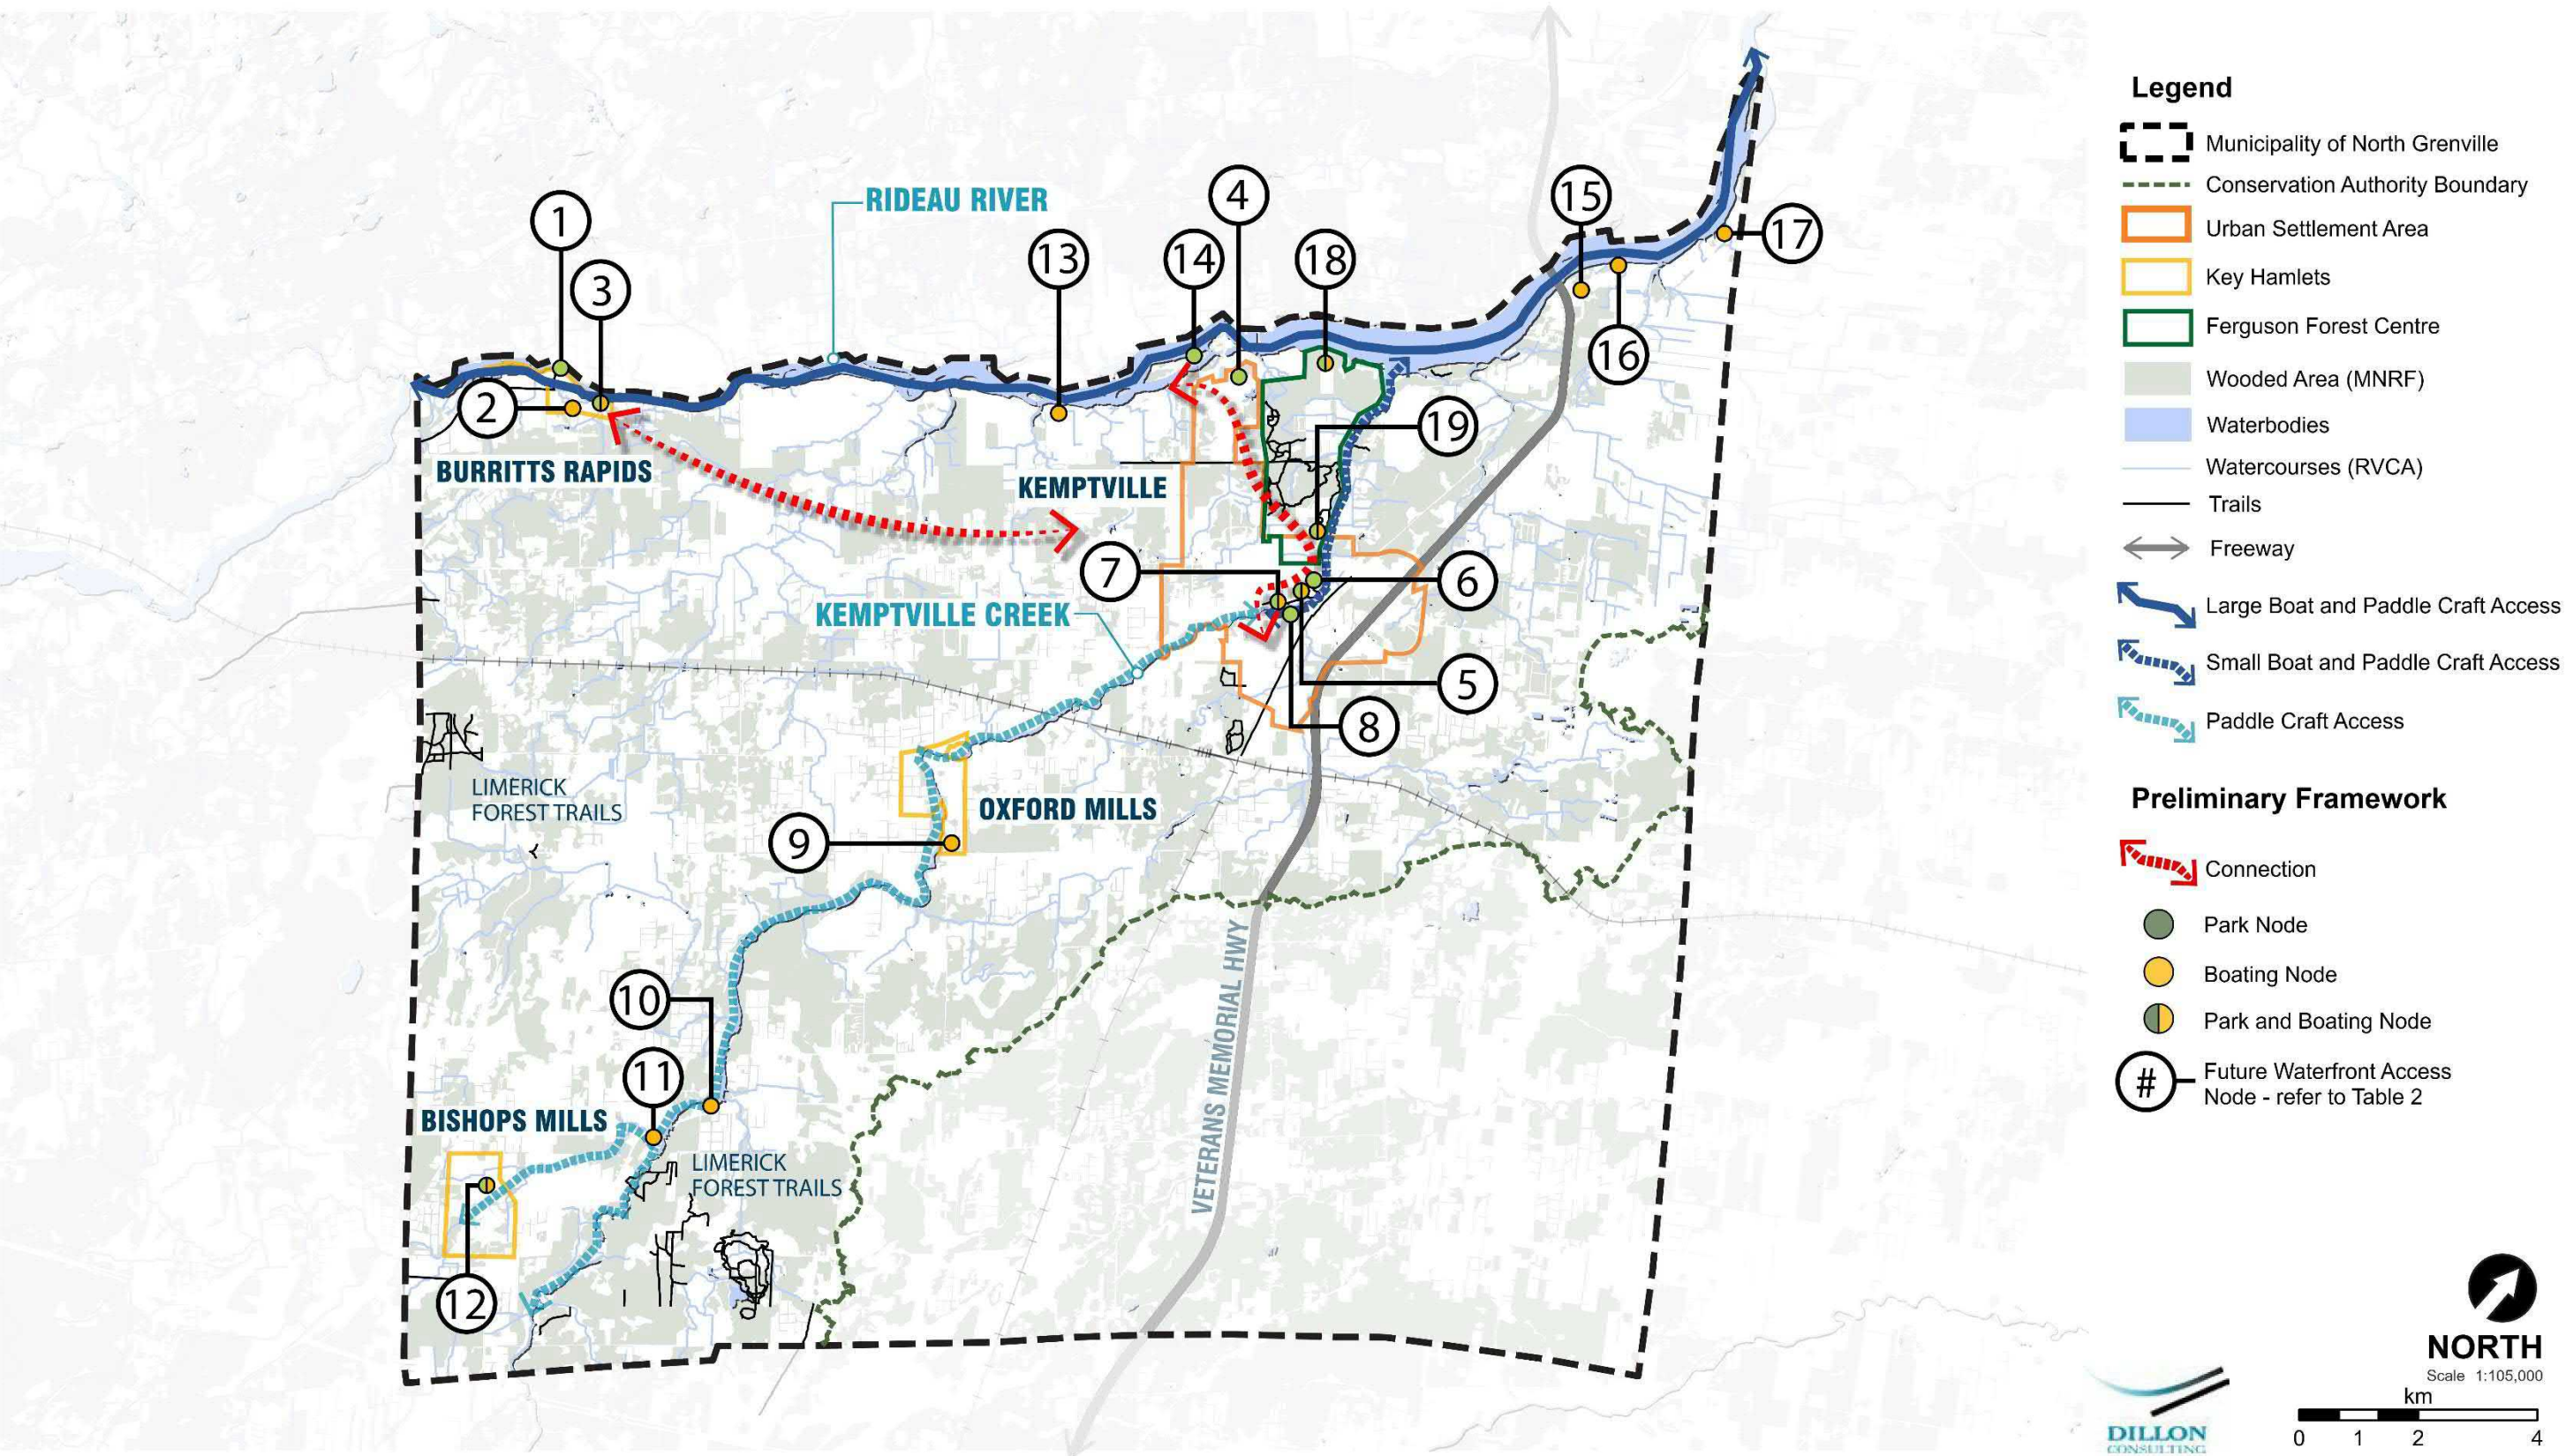 RIDEAU RIVER
1
3
13
14
4
18
15
17
16
2
19
BURRITTS RAPIDS
KEMPTVILLE
7
6
KEMPTVILLE CREEK
5
8
LIMERICK
FOREST TRAILS
OXFORD MILLS
9
VETERANS MEMORIAL HWY
10
11
BISHOPS MILLS
LIMERICK
FOREST TRAILS
12
Legend
Municipality of North Grenville
Conservation Authority Boundary
Urban Settlement Area
Key Hamlets
Ferguson Forest Centre
Wooded Area (MNRF)
Waterbodies
Watercourses (RVCA)
Trails
Freeway
Large Boat and Paddle Craft Access
Small Boat and Paddle Craft Access
Paddle Craft Access
Preliminary Framework
Connection
Park Node
Boating Node
Park and Boating Node
# Future Waterfront Access
Node - refer to Table 2
NORTH
Scale 1:105,000
km
0 1 2 4
DILLON
CONSULTING